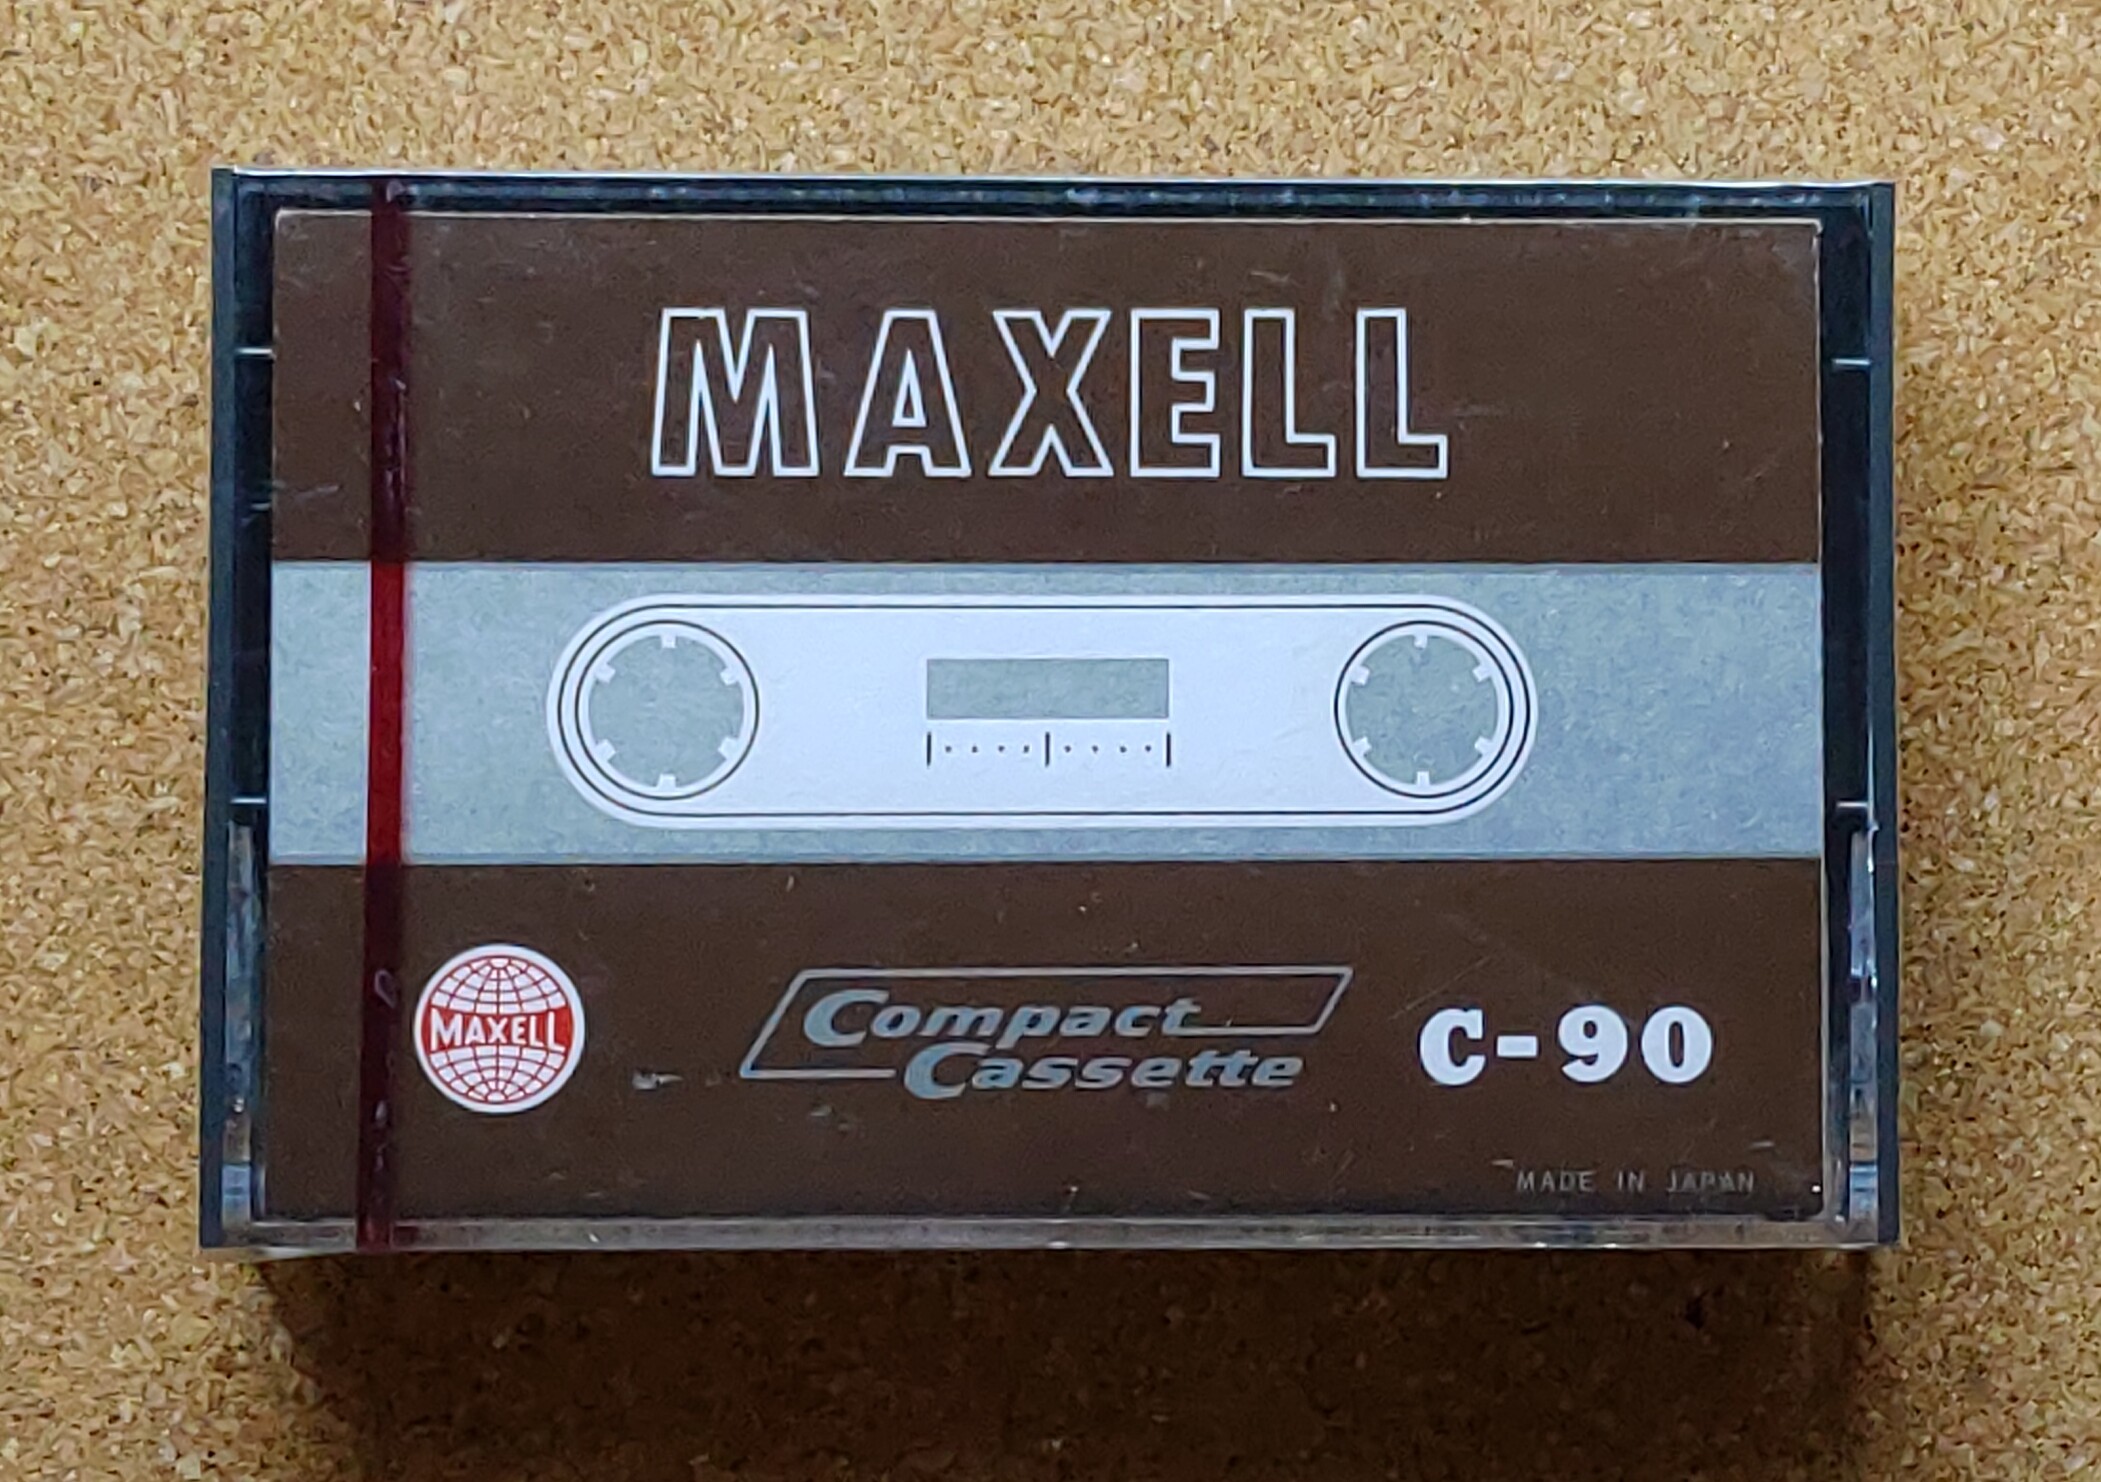 MAXELL
MAXELL
Compact
Cassette
C-90
MADE IN JAPAN